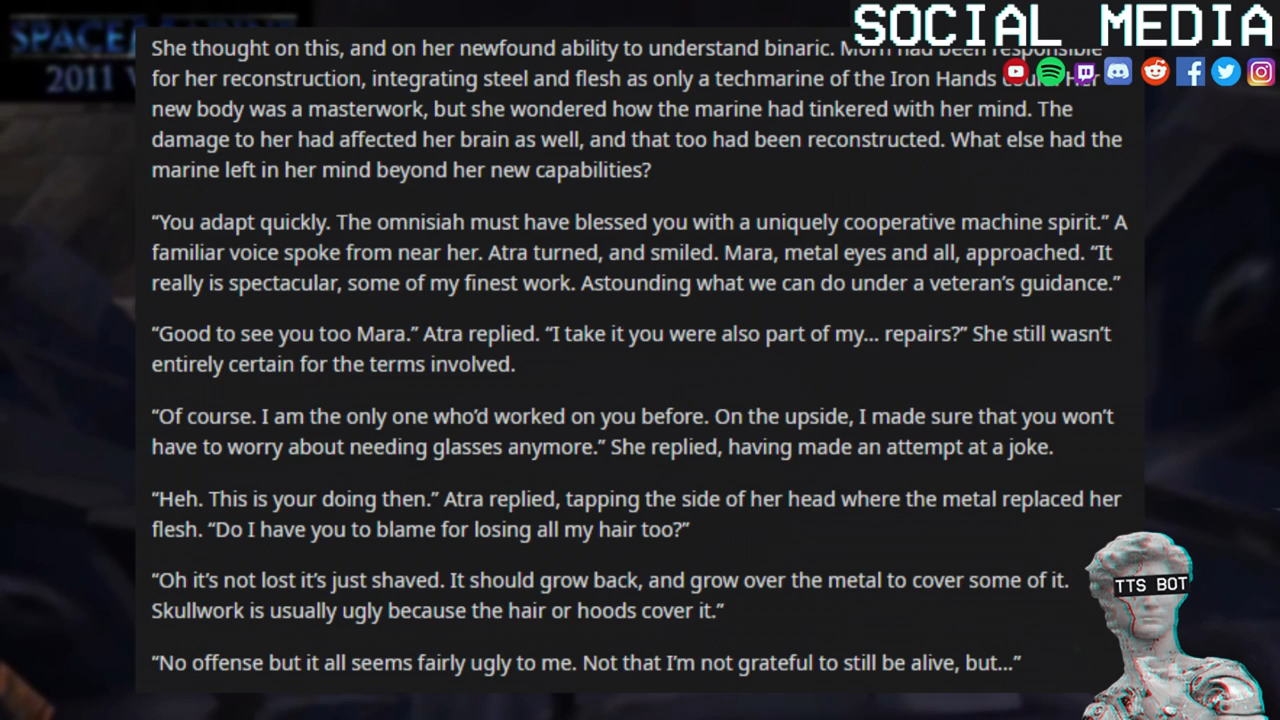 SOCIAL MEDIA
SPACE
2011
She thought on this, and on her newfound ability to understand binaric. Mom had been responsible
for her reconstruction, integrating steel and flesh as only a techmarine of the Iron Hands could. Her
new body was a masterwork, but she wondered how the marine had tinkered with her mind. The
damage to her had affected her brain as well, and that too had been reconstructed. What else had the
marine left in her mind beyond her new capabilities?
“You adapt quickly. The omnisiah must have blessed you with a uniquely cooperative machine spirit.” A
familiar voice spoke from near her. Atra turned, and smiled. Mara, metal eyes and all, approached. “It
really is spectacular, some of my finest work. Astounding what we can do under a veteran’s guidance.”
“Good to see you too Mara.” Atra replied. “I take it you were also part of my... repairs?” She still wasn’t
entirely certain for the terms involved.
“Of course. I am the only one who’d worked on you before. On the upside, I made sure that you won’t
have to worry about needing glasses anymore.” She replied, having made an attempt at a joke.
“Heh. This is your doing then.” Atra replied, tapping the side of her head where the metal replaced her
flesh. “Do I have you to blame for losing all my hair too?”
“Oh it’s not lost it’s just shaved. It should grow back, and grow over the metal to cover some of it.
Skullwork is usually ugly because the hair or hoods cover it.”
“No offense but it all seems fairly ugly to me. Not that I’m not grateful to still be alive, but...”
TTS BOT